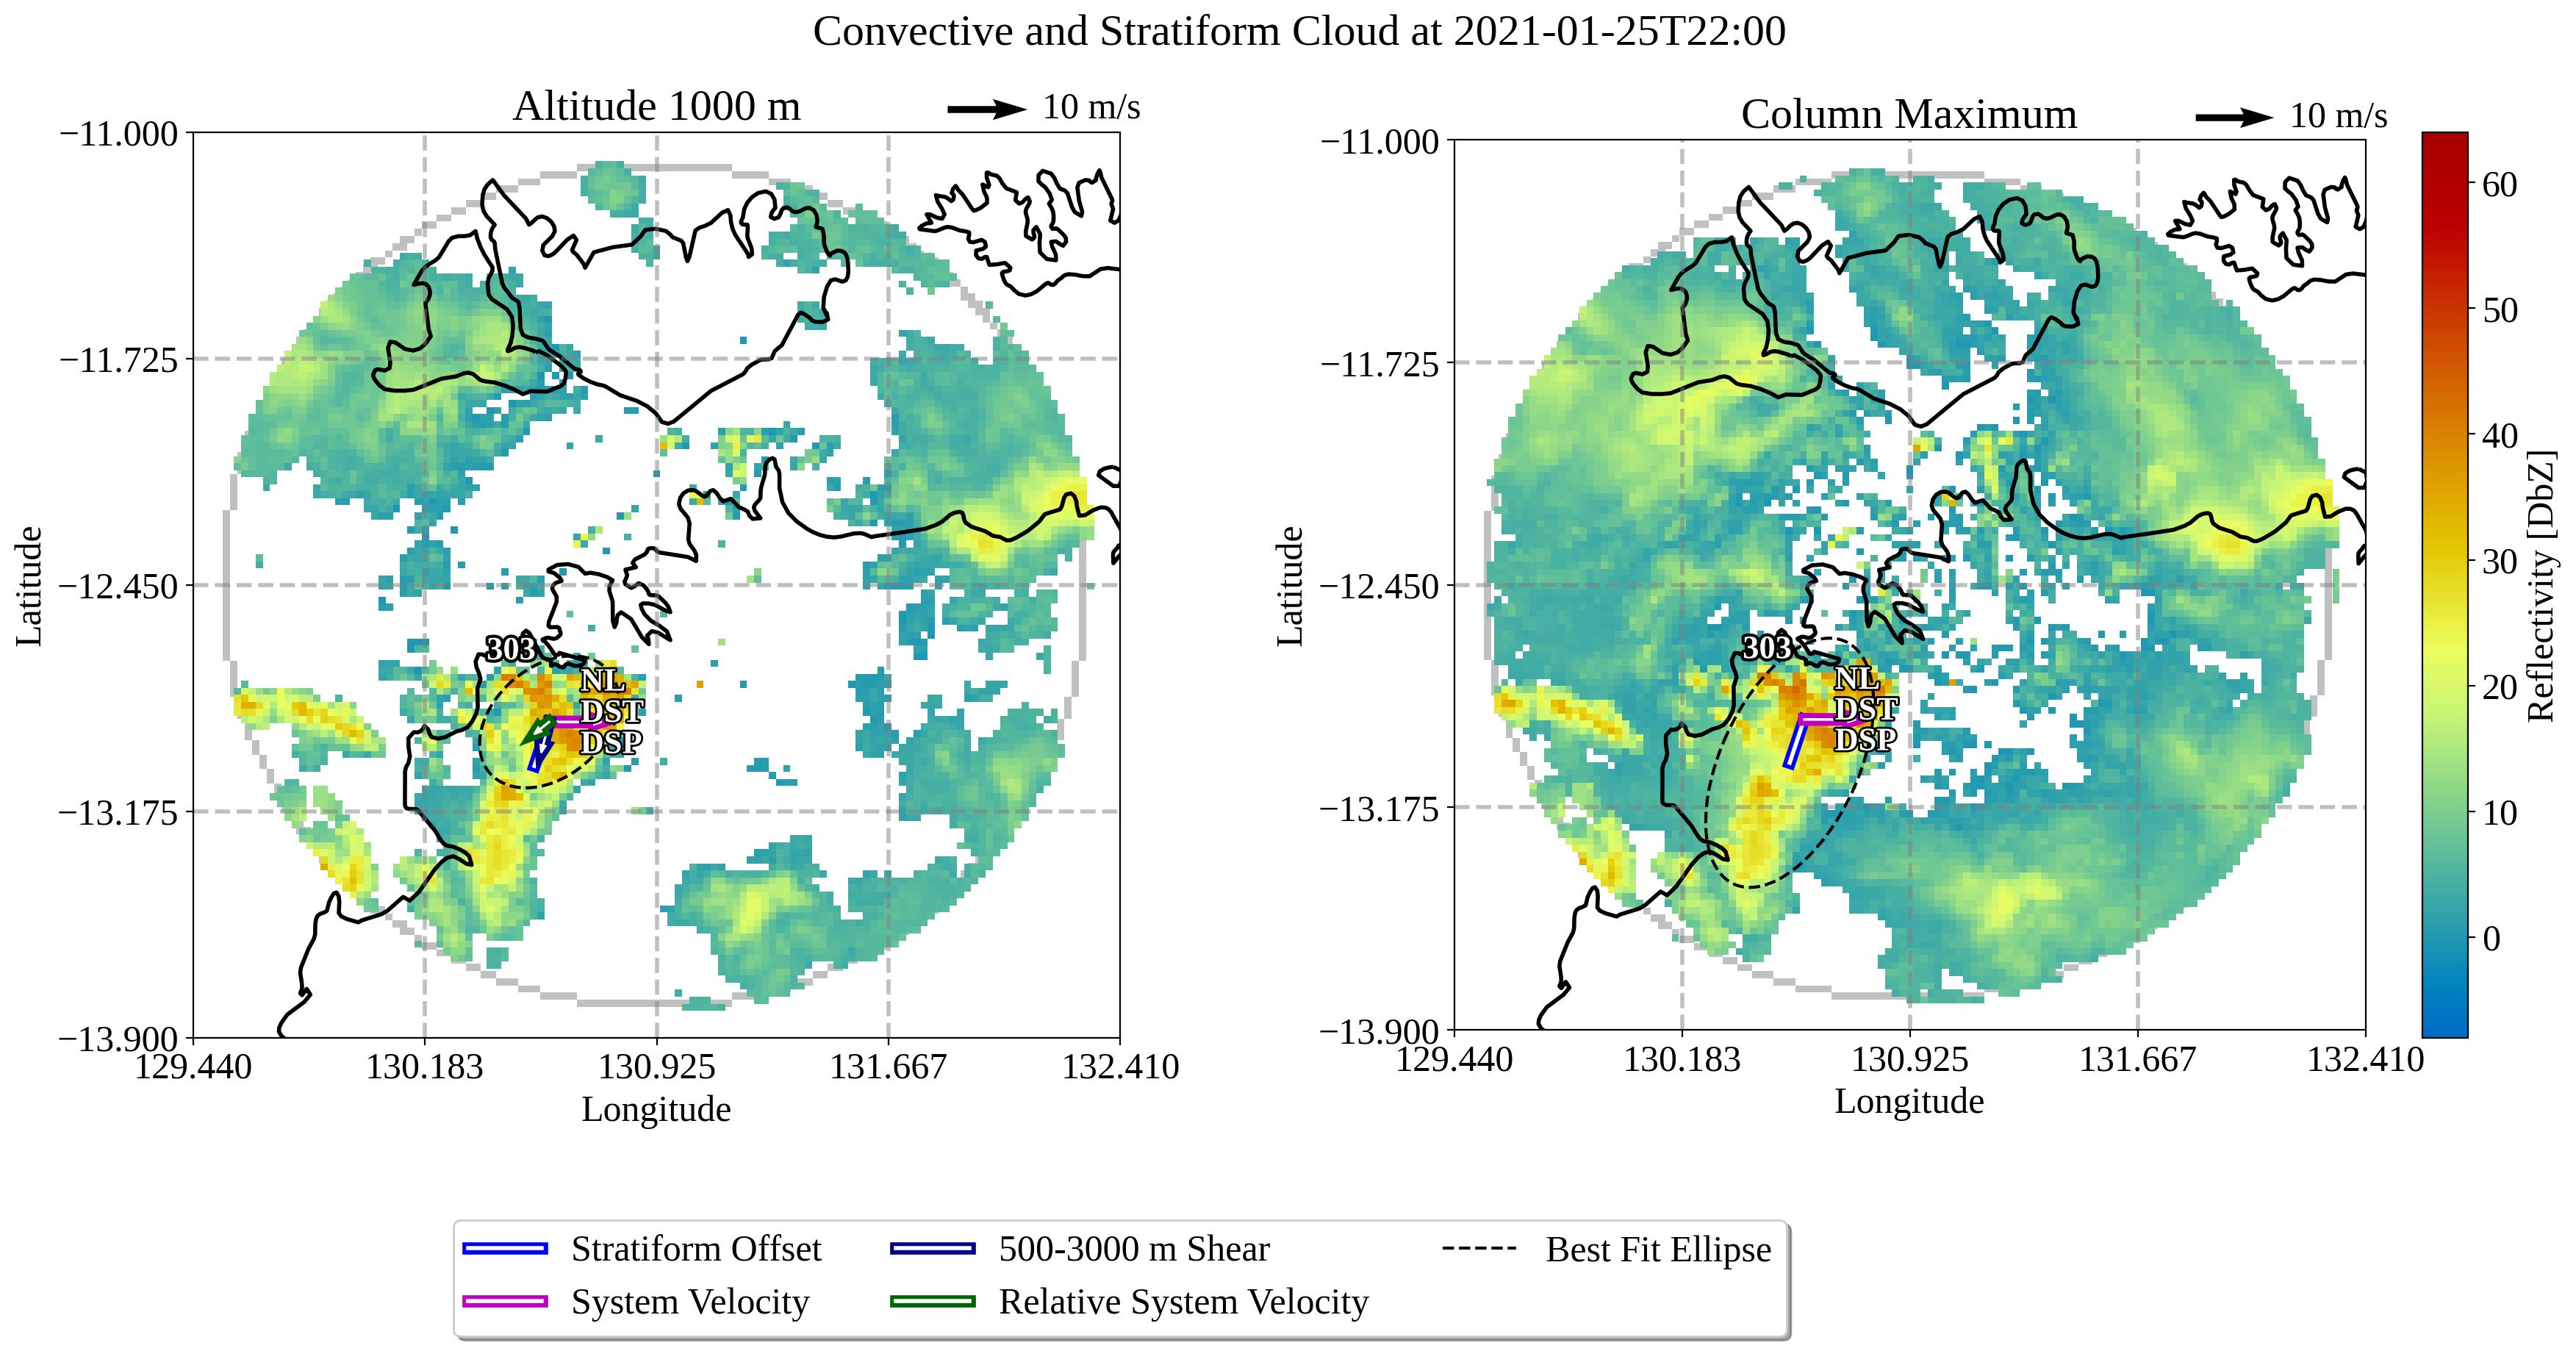 Convective and Stratiform Cloud at 2021-01-25T22:00
Altitude 1000 m
10 m/s
−11.000
−11.725
−12.450
−13.175
−13.900
Latitude
129.440
130.183
130.925
131.667
132.410
Longitude
303
NL
DST
DSP
Column Maximum
10 m/s
−11.000
−11.725
−12.450
−13.175
−13.900
Latitude
129.440
130.183
130.925
131.667
132.410
Longitude
303
NL
DST
DSP
60
50
40
30
20
10
0
Reflectivity [DbZ]
Stratiform Offset
System Velocity
500-3000 m Shear
Relative System Velocity
Best Fit Ellipse